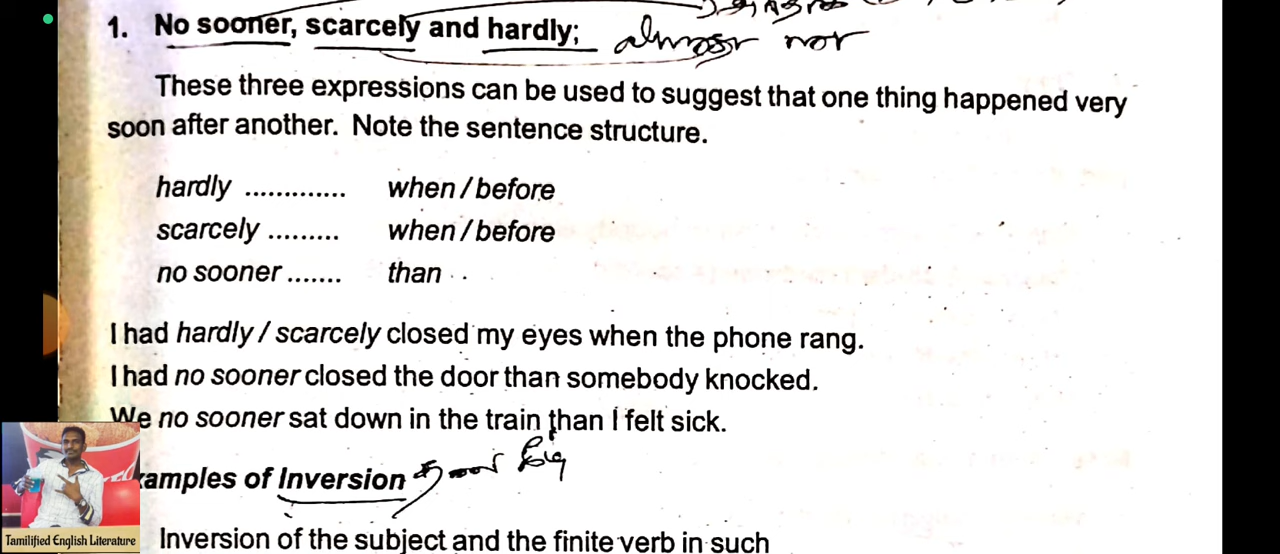 1. No sooner, scarcely and hardly; almost not
These three expressions can be used to suggest that one thing happened very
soon after another. Note the sentence structure.
hardly ............. when / before
scarcely ......... when / before
no sooner ....... than
I had hardly / scarcely closed my eyes when the phone rang.
I had no sooner closed the door than somebody knocked.
We no sooner sat down in the train than I felt sick.
xamples of Inversion
Inversion of the subject and the finite verb in such
Tamilified English Literature